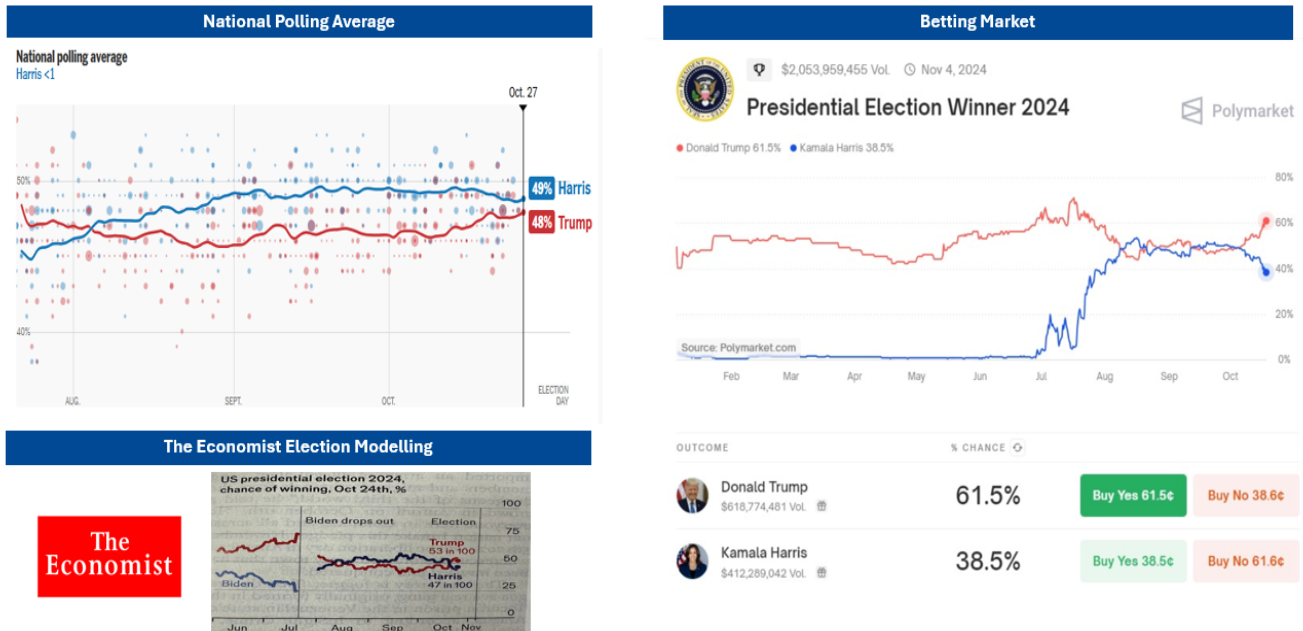 National Polling Average
National polling average
Harris <1
Oct. 27
50%
49% Harris
48% Trump
40%
ELECTION
DAY
AUG.
SEPT.
OCT.
The Economist Election Modelling
The
Economist
US presidential election 2024,
chance of winning, Oct 24th, %
100
Biden drops out
Election
75
Trump
53 in 100
50
Harris
47 in 100
Biden
25
0
Jun Jul Aug Sep Oct Nov
Betting Market
$2,053,959,455 Vol. Nov 4, 2024
Presidential Election Winner 2024
Polymarket
Donald Trump 61.5% Kamala Harris 38.5%
80%
60%
40%
20%
0%
Source: Polymarket.com
Feb Mar Apr May Jun Jul Aug Sep Oct
OUTCOME % CHANCE
Donald Trump
$618,774,481 Vol.
61.5%
Buy Yes 61.5¢ Buy No 38.6¢
Kamala Harris
$412,289,042 Vol.
38.5%
Buy Yes 38.5¢ Buy No 61.6¢